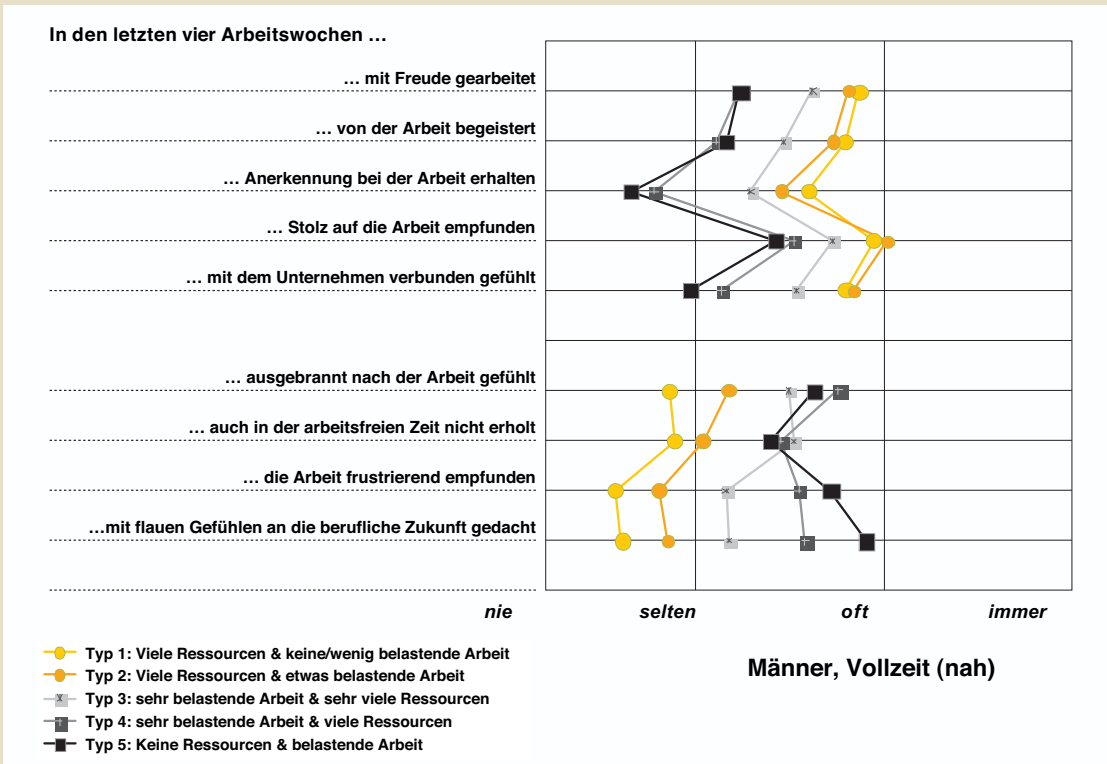 In den letzten vier Arbeitswochen …
… mit Freude gearbeitet
… von der Arbeit begeistert
… Anerkennung bei der Arbeit erhalten
… Stolz auf die Arbeit empfunden
… mit dem Unternehmen verbunden gefühlt
… ausgebrannt nach der Arbeit gefühlt
… auch in der arbeitsfreien Zeit nicht erholt
… die Arbeit frustrierend empfunden
…mit flauen Gefühlen an die berufliche Zukunft gedacht
nie selten oft immer
Typ 1: Viele Ressourcen & keine/wenig belastende Arbeit
Typ 2: Viele Ressourcen & etwas belastende Arbeit
Typ 3: sehr belastende Arbeit & sehr viele Ressourcen
Typ 4: sehr belastende Arbeit & viele Ressourcen
Typ 5: Keine Ressourcen & belastende Arbeit
Männer, Vollzeit (nah)